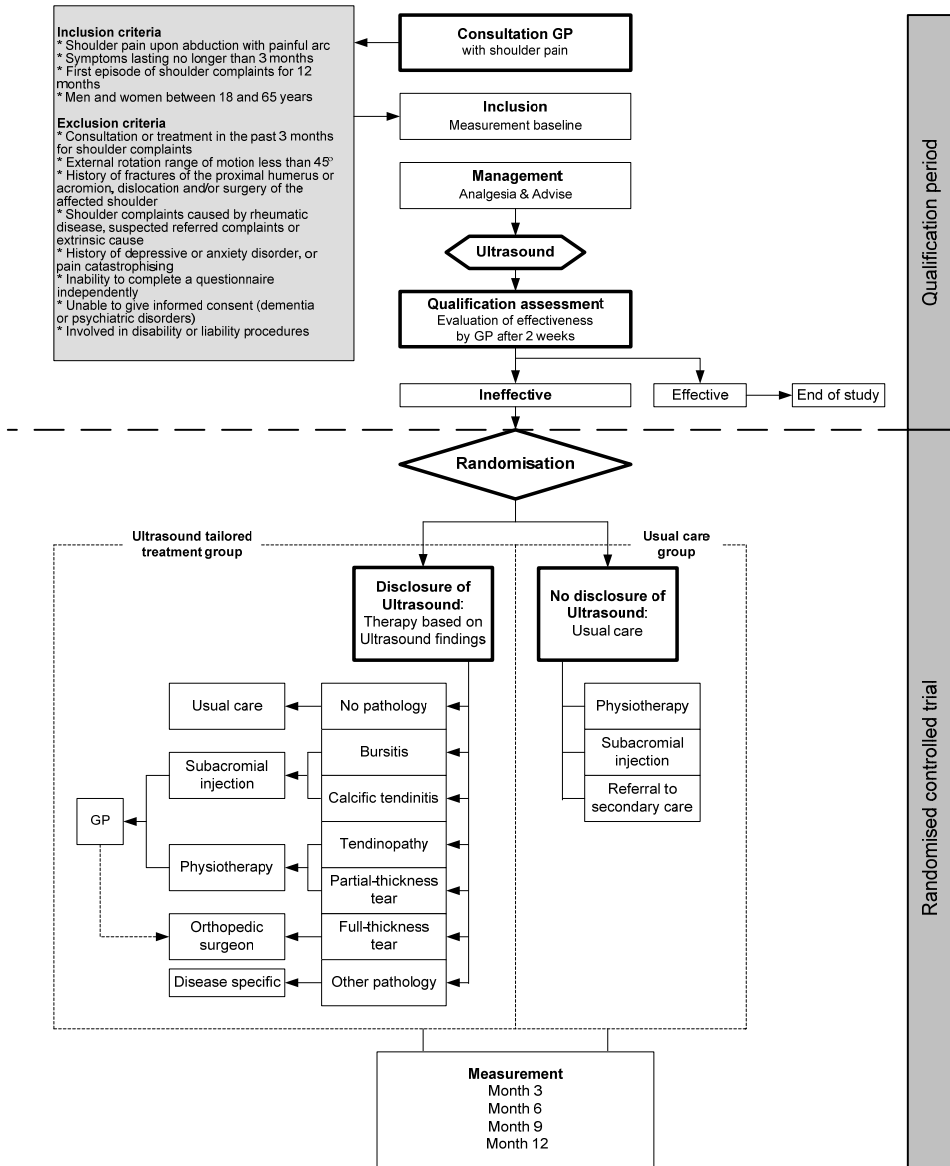 Inclusion criteria
* Shoulder pain upon abduction with painful arc
* Symptoms lasting no longer than 3 months
* First episode of shoulder complaints for 12
months
* Men and women between 18 and 65 years
Exclusion criteria
* Consultation or treatment in the past 3 months
for shoulder complaints
* External rotation range of motion less than 45°
* History of fractures of the proximal humerus or
acromion, dislocation and/or surgery of the
affected shoulder
* Shoulder complaints caused by rheumatic
disease, suspected referred complaints or
extrinsic cause
* History of depressive or anxiety disorder, or
pain catastrophising
* Inability to complete a questionnaire
independently
* Unable to give informed consent (dementia
or psychiatric disorders)
* Involved in disability or liability procedures
Consultation GP
with shoulder pain
Inclusion
Measurement baseline
Management
Analgesia & Advise
Ultrasound
Qualification assessment
Evaluation of effectiveness
by GP after 2 weeks
Ineffective
Effective
End of study
Qualification period
Randomisation
Ultrasound tailored
treatment group
Usual care
group
Disclosure of
Ultrasound:
Therapy based on
Ultrasound findings
No disclosure of
Ultrasound:
Usual care
Usual care
No pathology
Subacromial
injection
Bursitis
Calcific tendinitis
GP
Physiotherapy
Tendinopathy
Partial-thickness
tear
Orthopedic
surgeon
Full-thickness
tear
Disease specific
Other pathology
Physiotherapy
Subacromial
injection
Referral to
secondary care
Randomised controlled trial
Measurement
Month 3
Month 6
Month 9
Month 12